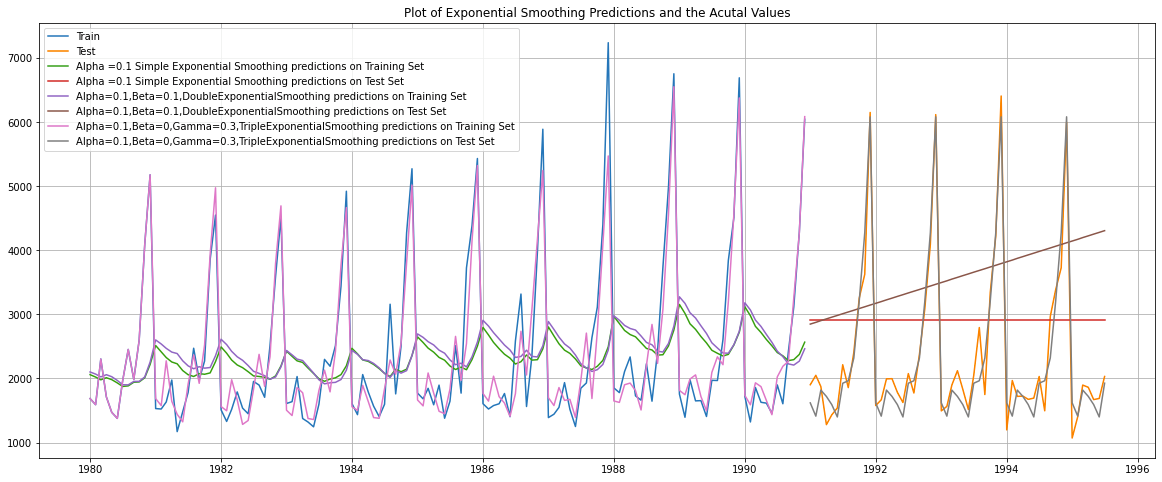 Plot of Exponential Smoothing Predictions and the Acutal Values
Train
Test
Alpha =0.1 Simple Exponential Smoothing predictions on Training Set
Alpha =0.1 Simple Exponential Smoothing predictions on Test Set
Alpha=0.1,Beta=0.1,DoubleExponentialSmoothing predictions on Training Set
Alpha=0.1,Beta=0.1,DoubleExponentialSmoothing predictions on Test Set
Alpha=0.1,Beta=0,Gamma=0.3,TripleExponentialSmoothing predictions on Training Set
Alpha=0.1,Beta=0,Gamma=0.3,TripleExponentialSmoothing predictions on Test Set
7000
6000
5000
4000
3000
2000
1000
1980 1982 1984 1986 1988 1990 1992 1994 1996